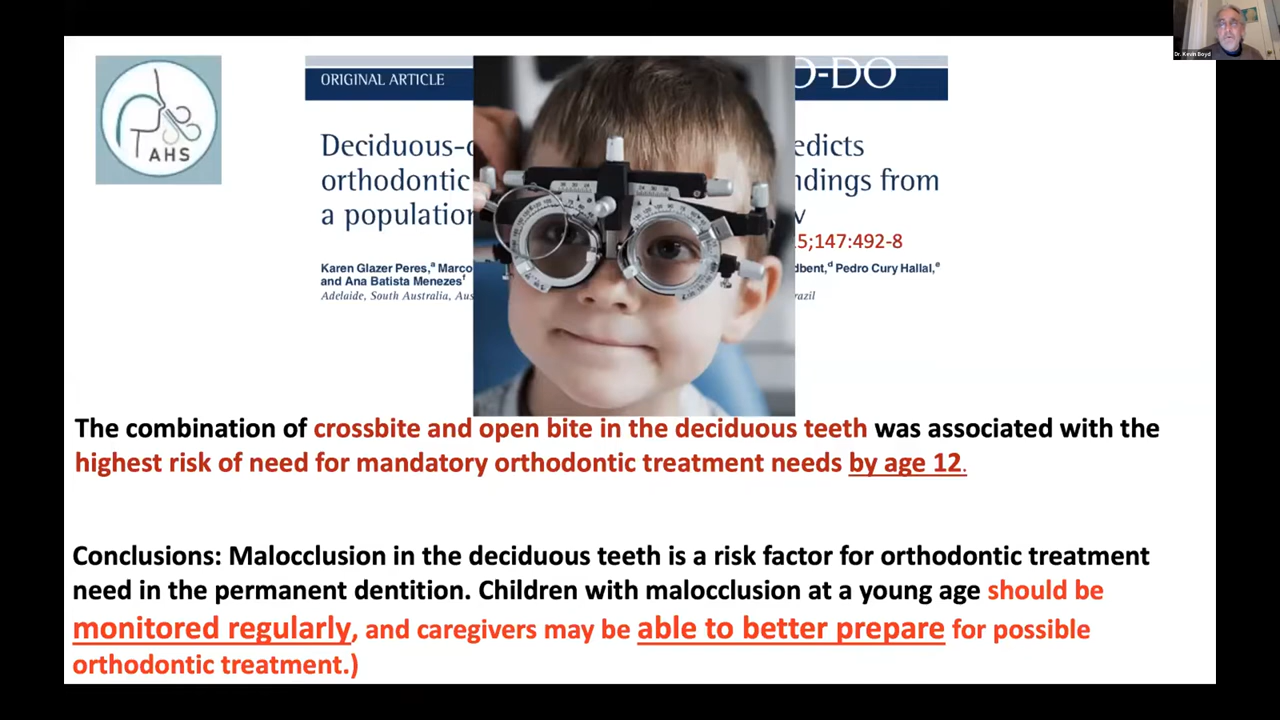 Dr. Kevin Boyd
AHS
ORIGINAL ARTICLE
O-DO
Deciduous-
edicts
orthodontic
ndings from
a population
v
5;147:492-8
Karen Glazer Peres,ᵃ Marco
dbent,ᵈ Pedro Cury Hallal,ᵉ
and Ana Batista Menezesᶠ
Adelaide, South Australia, Aus
razil
The combination of crossbite and open bite in the deciduous teeth was associated with the
highest risk of need for mandatory orthodontic treatment needs by age 12.
Conclusions: Malocclusion in the deciduous teeth is a risk factor for orthodontic treatment
need in the permanent dentition. Children with malocclusion at a young age should be
monitored regularly, and caregivers may be able to better prepare for possible
orthodontic treatment.)